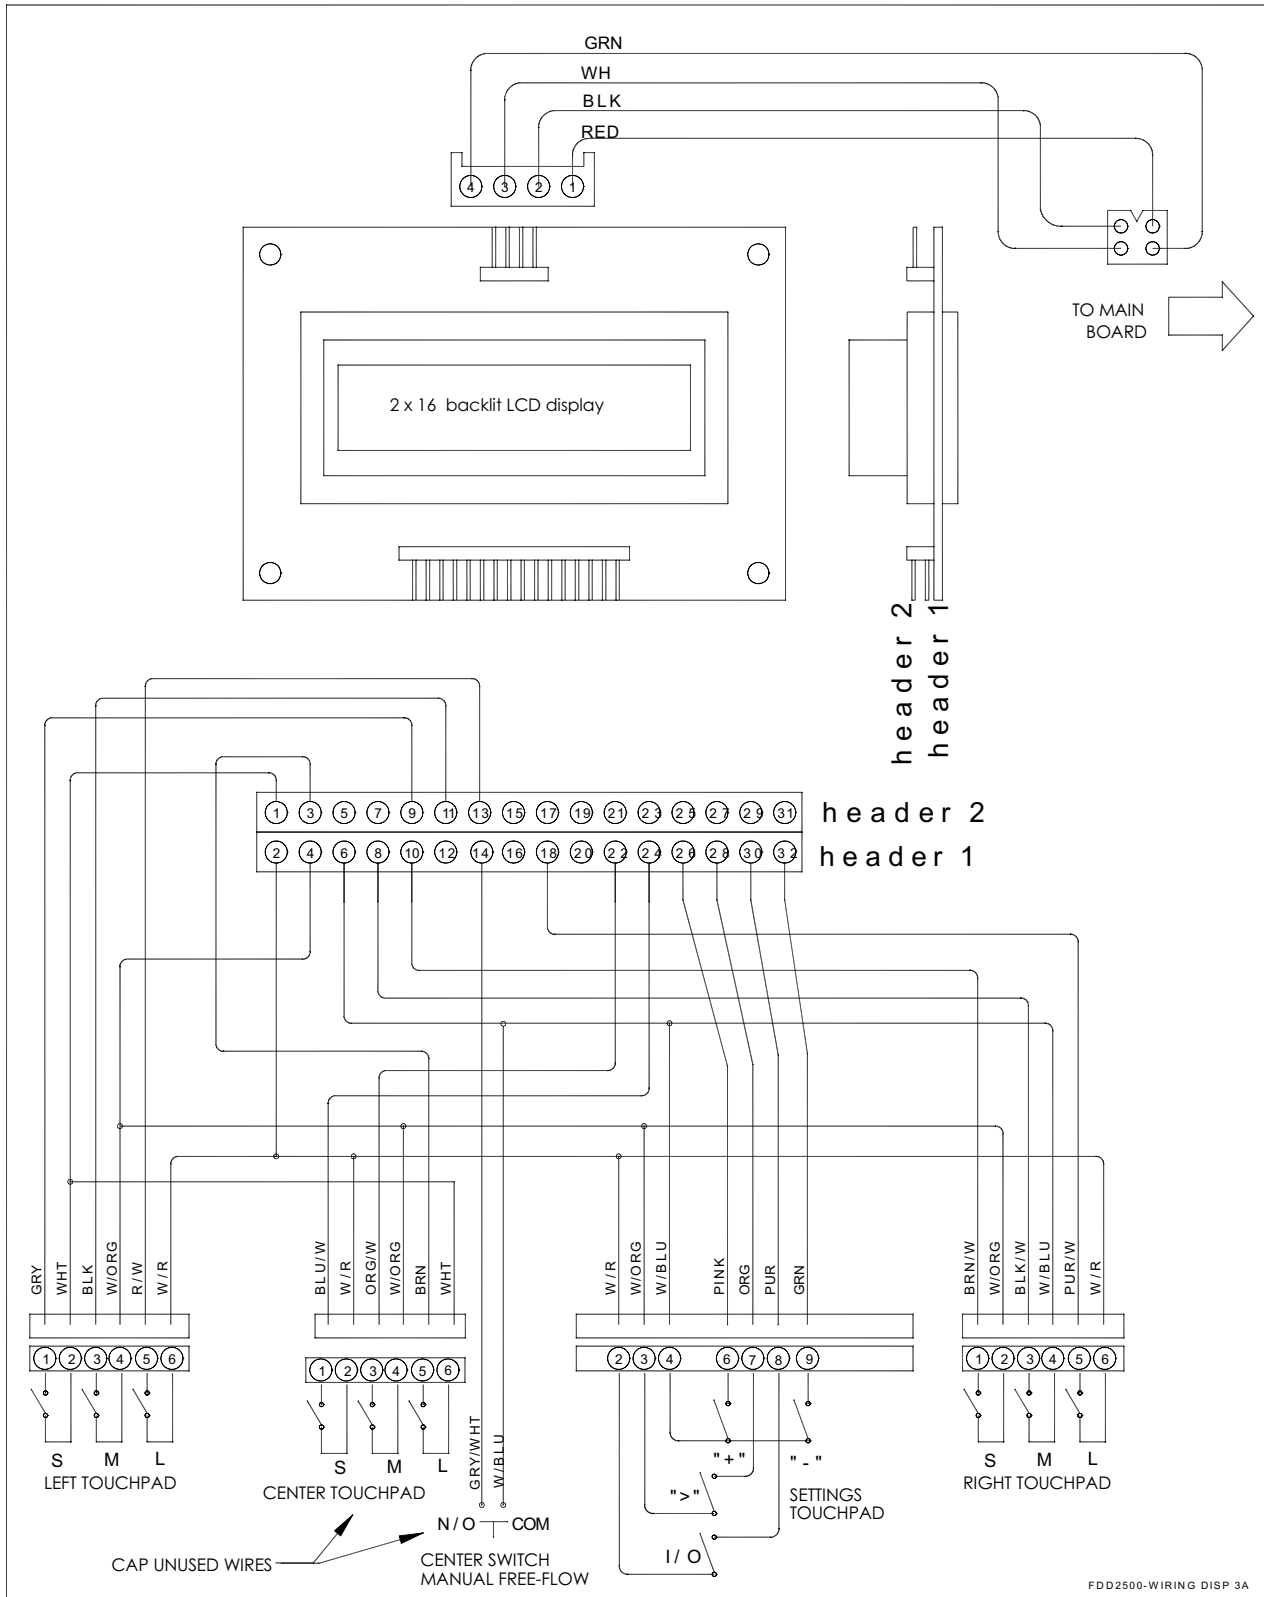 GRN
WH
BLK
RED
4 3 2 1
TO MAIN
BOARD
2 x 16 backlit LCD display
header 2
header 1
1 3 5 7 9 11 13 15 17 19 21 23 25 27 29 31 header 2
2 4 6 8 10 12 14 16 18 20 22 24 26 28 30 32 header 1
GRY
WHT
BLK
W/ORG
R/W
W/R
BLU/W
W/R
ORG/W
W/ORG
BRN
WHT
W/R
W/ORG
W/BLU
PINK
ORG
PUR
GRN
BRN/W
W/ORG
BLK/W
W/BLU
PUR/W
W/R
1 2 3 4 5 6
S M L
LEFT TOUCHPAD
1 2 3 4 5 6
S M L
CENTER TOUCHPAD
GRY/WHT
W/BLU
N/O COM
CENTER SWITCH
MANUAL FREE-FLOW
CAP UNUSED WIRES
2 3 4 6 7 8 9
"+" "-"
">"
I/O
SETTINGS
TOUCHPAD
1 2 3 4 5 6
S M L
RIGHT TOUCHPAD
FDD2500-WIRING DISP 3A